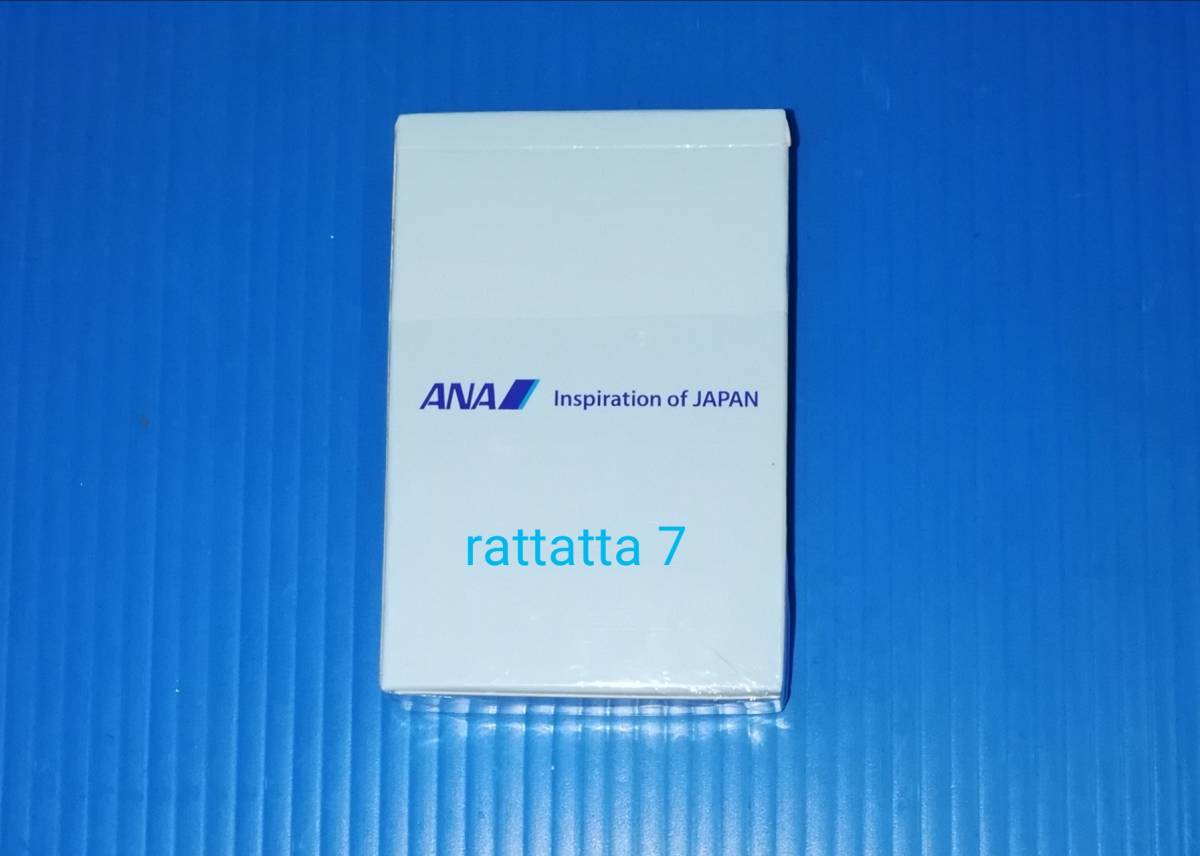 ANA Inspiration of JAPAN
rattatta 7